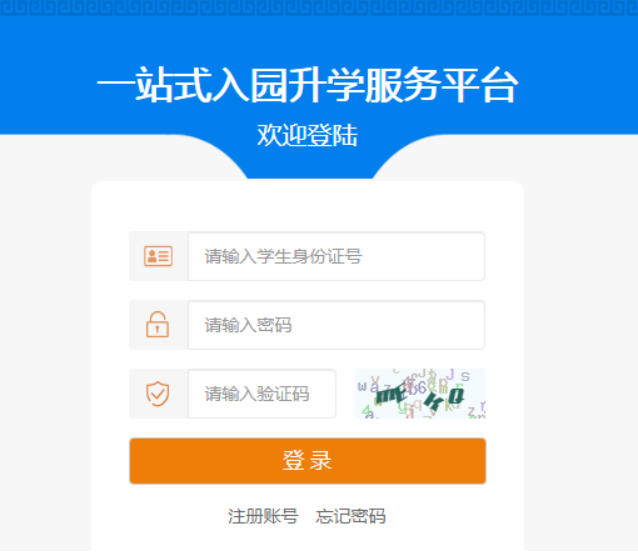 一站式入园升学服务平台
欢迎登陆
请输入学生身份证号
请输入密码
请输入验证码
登 录
注册账号 忘记密码